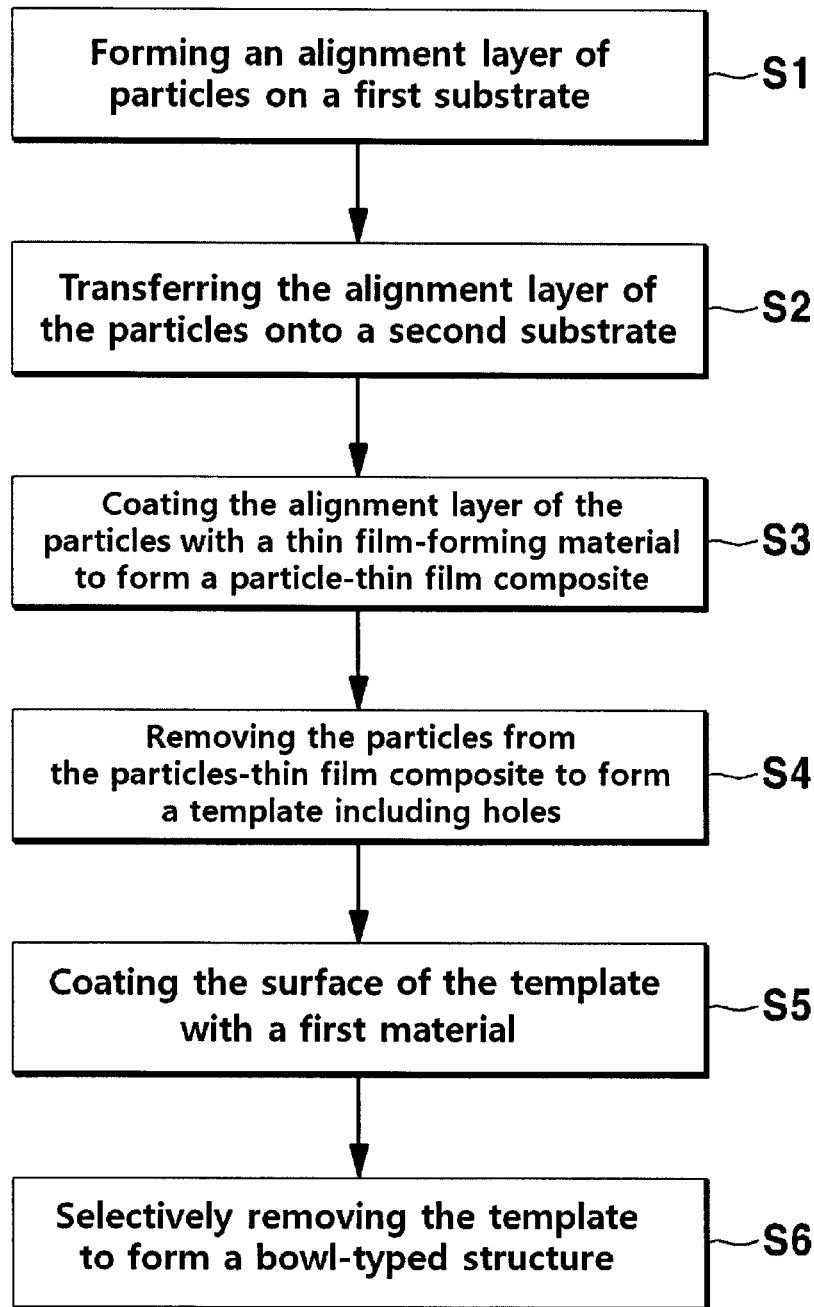 Forming an alignment layer of
particles on a first substrate
S1
Transferring the alignment layer of
the particles onto a second substrate
S2
Coating the alignment layer of the
particles with a thin film-forming material
to form a particle-thin film composite
S3
Removing the particles from
the particles-thin film composite to form
a template including holes
S4
Coating the surface of the template
with a first material
S5
Selectively removing the template
to form a bowl-typed structure
S6